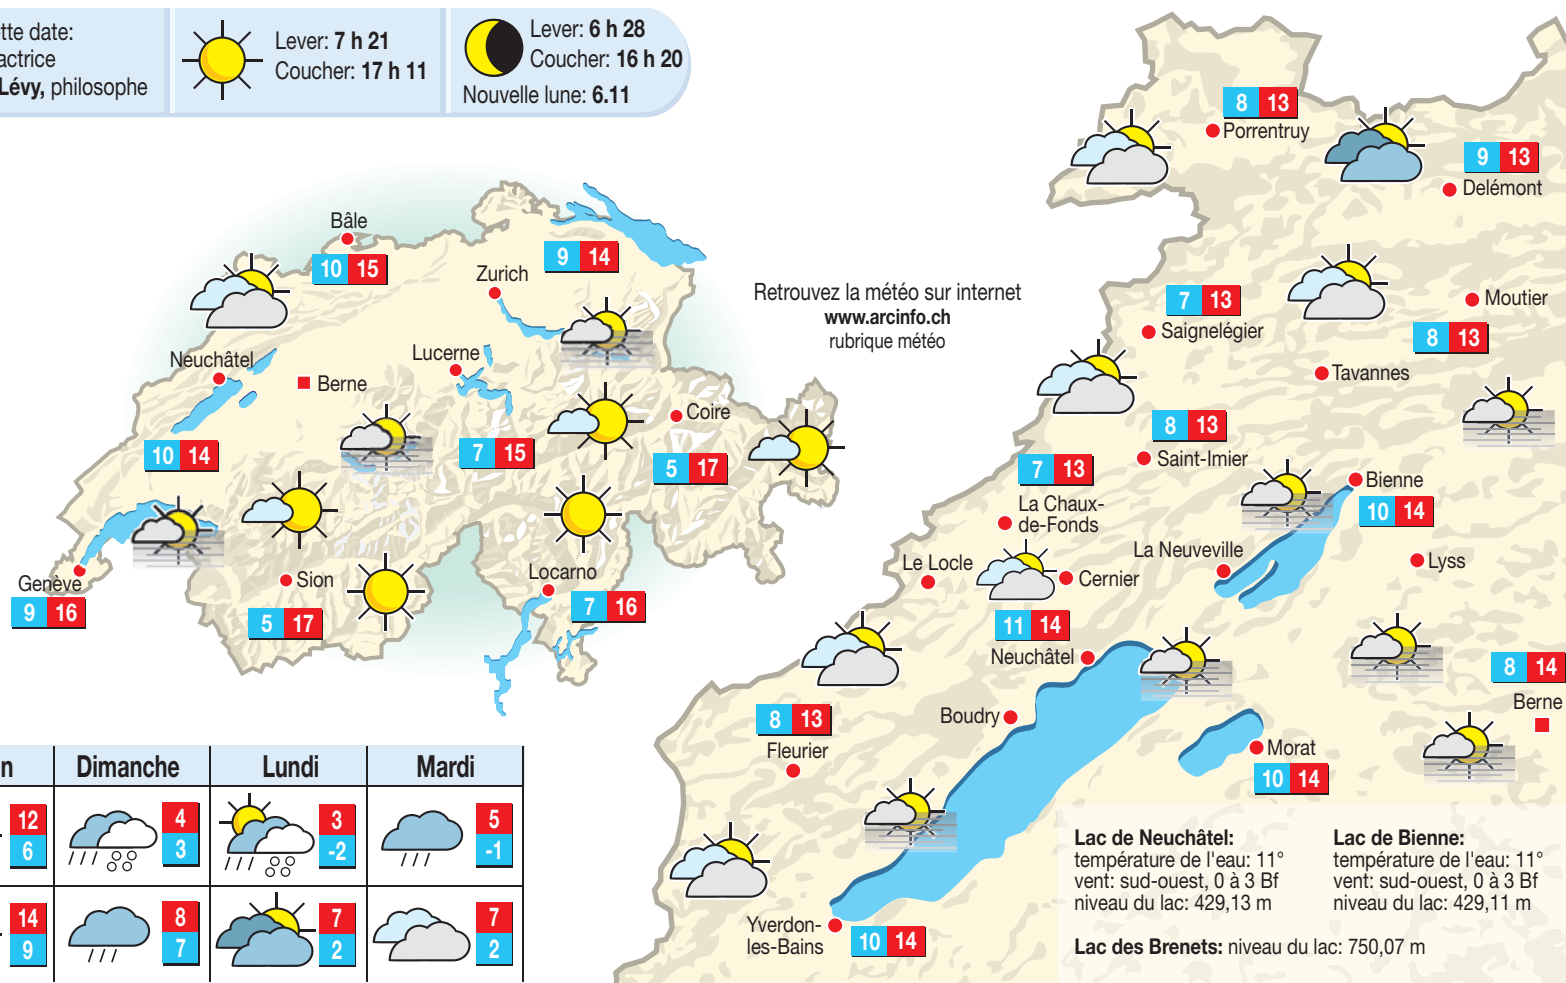 tte date:
actrice
Lévy, philosophe
Lever: 7 h 21
Coucher: 17 h 11
Lever: 6 h 28
Coucher: 16 h 20
Nouvelle lune: 6.11
Bâle
10 15
9 14
Zurich
Neuchâtel
10 14
Berne
Lucerne
7 15
Coire
5 17
Genève
9 16
Sion
5 17
Locarno
7 16
Retrouvez la météo sur internet
www.arcinfo.ch
rubrique météo
8 13
Porrentruy
9 13
Delémont
7 13
Saignelégier
Moutier
8 13
Tavannes
8 13
Saint-Imier
7 13
La Chaux-
de-Fonds
Bienne
10 14
La Neuveville
Lyss
Le Locle
Cernier
11 14
Neuchâtel
8 14
Berne
Boudry
8 13
Fleurier
Morat
10 14
Yverdon-
les-Bains
10 14
n
Dimanche
Lundi
Mardi
12
6
4
3
3
-2
5
-1
14
9
8
7
7
2
7
2
Lac de Neuchâtel:
température de l'eau: 11°
vent: sud-ouest, 0 à 3 Bf
niveau du lac: 429,13 m
Lac de Bienne:
température de l'eau: 11°
vent: sud-ouest, 0 à 3 Bf
niveau du lac: 429,11 m
Lac des Brenets: niveau du lac: 750,07 m